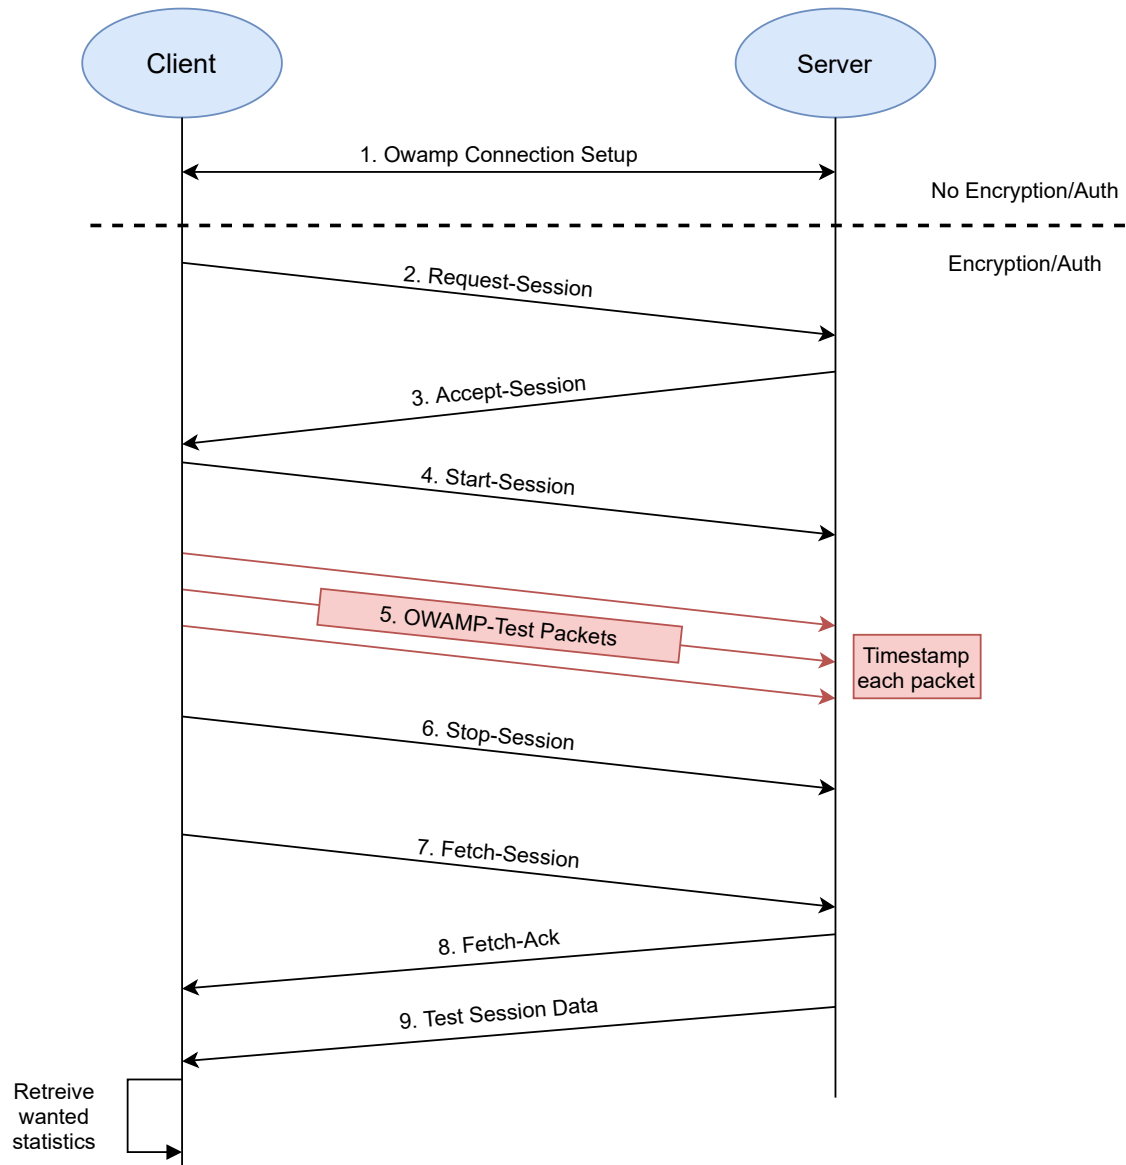 Client
Server
1. Owamp Connection Setup
No Encryption/Auth
Encryption/Auth
2. Request-Session
3. Accept-Session
4. Start-Session
5. OWAMP-Test Packets
Timestamp
each packet
6. Stop-Session
7. Fetch-Session
8. Fetch-Ack
9. Test Session Data
Retreive
wanted
statistics